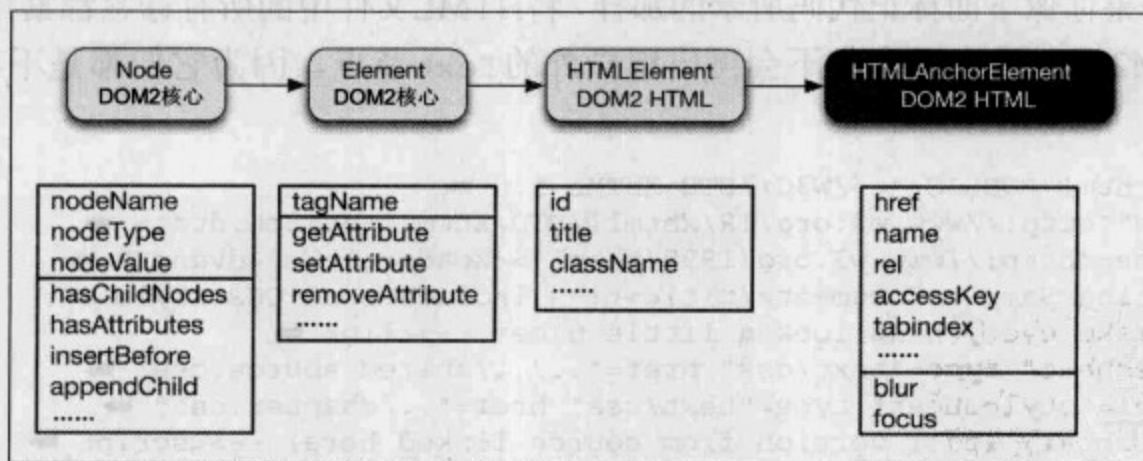 Node
DOM2核心
Element
DOM2核心
HTMLElement
DOM2 HTML
HTMLAnchorElement
DOM2 HTML
nodeName
nodeType
nodeValue
hasChildNodes
hasAttributes
insertBefore
appendChild
......
tagName
getAttribute
setAttribute
removeAttribute
......
id
title
className
......
href
name
rel
accessKey
tabindex
......
blur
focus